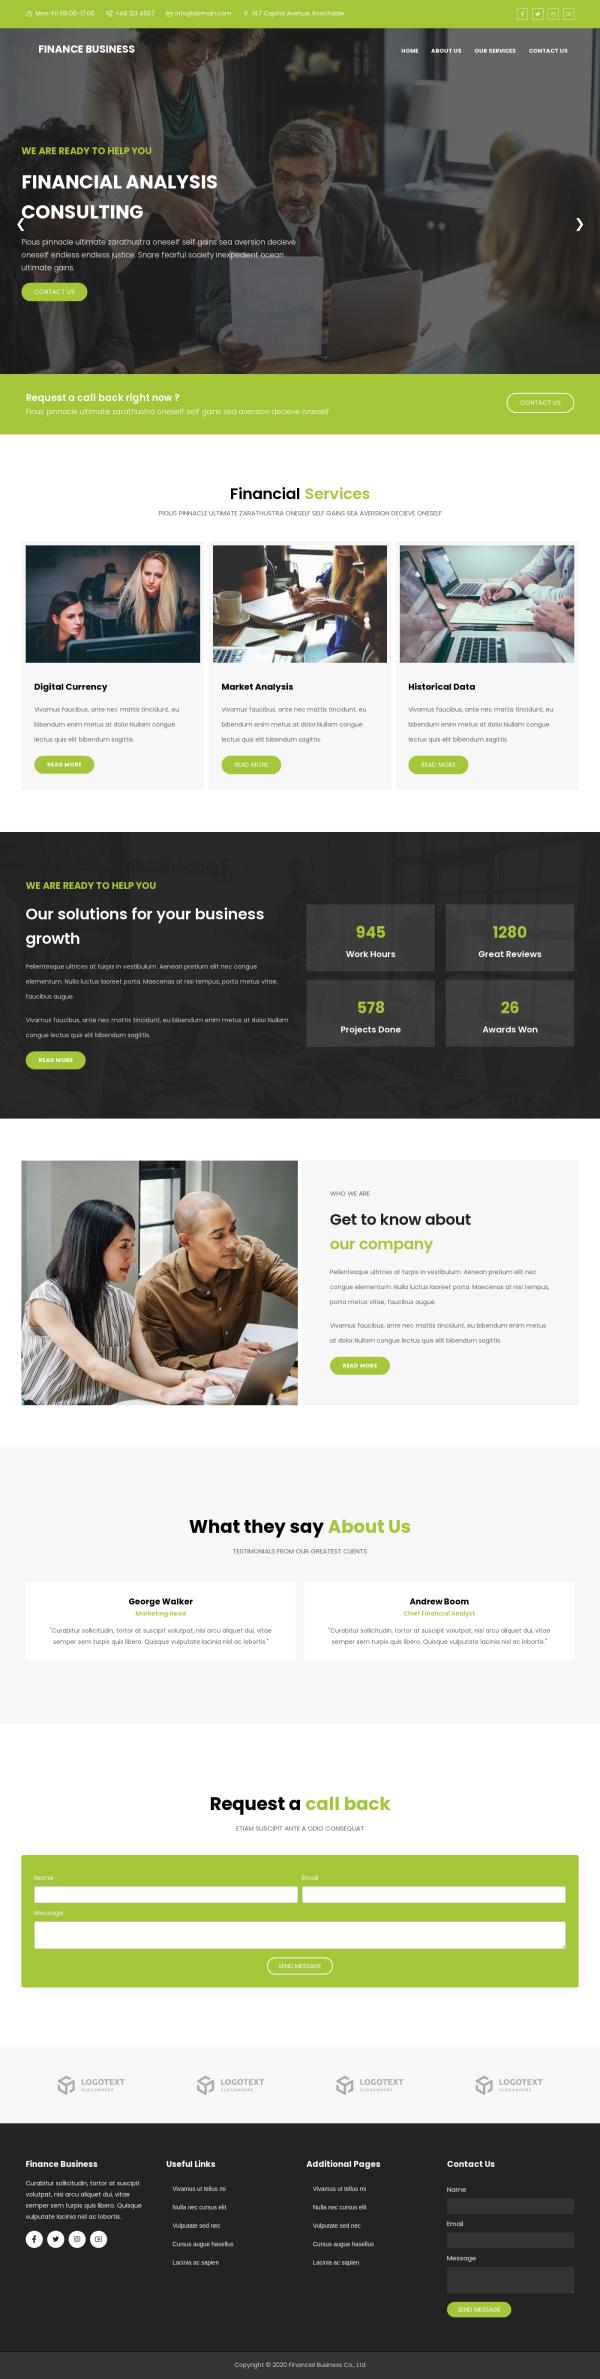 Mon-Fri 09:00-17:00 +48 123 4567 info@domain.com 147 Capitol Avenue, Roachdale
FINANCE BUSINESS
HOME ABOUT US OUR SERVICES CONTACT US
WE ARE READY TO HELP YOU
FINANCIAL ANALYSIS
CONSULTING
Pious pinnacle ultimate zarathustra oneself self gains sea aversion decieve
oneself endless endless justice. Snare fearful society inexpedient ocean
ultimate gains.
CONTACT US
Request a call back right now ?
Pious pinnacle ultimate zarathustra oneself self gains sea aversion decieve oneself
CONTACT US
Financial Services
PIOUS PINNACLE ULTIMATE ZARATHUSTRA ONESELF SELF GAINS SEA AVERSION DECIEVE ONESELF
Digital Currency
Vivamus faucibus, ante nec mattis tincidunt, eu
bibendum enim metus at dolor.Nullam congue
lectus quis elit bibendum sagittis.
READ MORE
Market Analysis
Vivamus faucibus, ante nec mattis tincidunt, eu
bibendum enim metus at dolor.Nullam congue
lectus quis elit bibendum sagittis.
READ MORE
Historical Data
Vivamus faucibus, ante nec mattis tincidunt, eu
bibendum enim metus at dolor.Nullam congue
lectus quis elit bibendum sagittis.
READ MORE
WE ARE READY TO HELP YOU
Our solutions for your business
growth
Pellentesque ultrices at turpis in vestibulum. Aenean pretium elit nec congue
elementum. Nulla luctus laoreet porta. Maecenas at nisi tempus, porta metus vitae,
faucibus augue.
Vivamus faucibus, ante nec mattis tincidunt, eu bibendum enim metus at dolor.Nullam
congue lectus quis elit bibendum sagittis.
READ MORE
945
Work Hours
1280
Great Reviews
578
Projects Done
26
Awards Won
WHO WE ARE
Get to know about
our company
Pellentesque ultrices at turpis in vestibulum. Aenean pretium elit nec
congue elementum. Nulla luctus laoreet porta. Maecenas at nisi tempus,
porta metus vitae, faucibus augue.
Vivamus faucibus, ante nec mattis tincidunt, eu bibendum enim metus
at dolor.Nullam congue lectus quis elit bibendum sagittis.
READ MORE
What they say About Us
TESTIMONIALS FROM OUR GREATEST CLIENTS
George Walker
Marketing Head
"Curabitur sollicitudin, tortor at suscipit volutpat, nisi arcu aliquet dui, vitae
semper sem turpis quis libero. Quisque vulputate lacinia nisl ac lobortis."
Andrew Boom
Chief Financial Analyst
"Curabitur sollicitudin, tortor at suscipit volutpat, nisi arcu aliquet dui, vitae
semper sem turpis quis libero. Quisque vulputate lacinia nisl ac lobortis."
Request a call back
ETIAM SUSCIPIT ANTE A ODIO CONSEQUAT
Name
Email
Message
SEND MESSAGE
LOGOTEXT
SLOGANHERE
LOGOTEXT
SLOGANHERE
LOGOTEXT
SLOGANHERE
LOGOTEXT
SLOGANHERE
Finance Business
Curabitur sollicitudin, tortor at suscipit
volutpat, nisi arcu aliquet dui, vitae
semper sem turpis quis libero. Quisque
vulputate lacinia nisl ac lobortis.
Useful Links
Vivamus ut tellus mi
Nulla nec cursus elit
Vulputate sed nec
Cursus augue hasellus
Lacinia ac sapien
Additional Pages
Vivamus ut tellus mi
Nulla nec cursus elit
Vulputate sed nec
Cursus augue hasellus
Lacinia ac sapien
Contact Us
Name
Email
Message
SEND MESSAGE
Copyright © 2020 Financial Business Co., Ltd